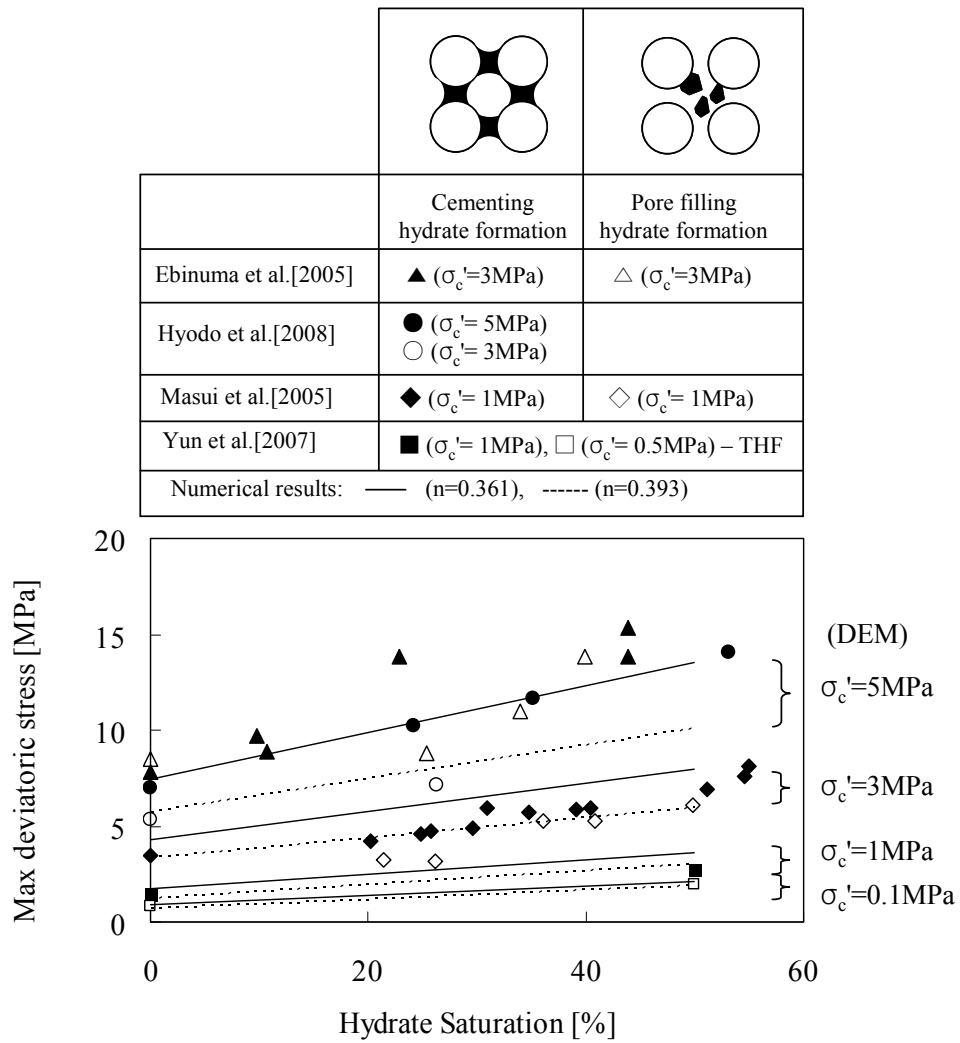 Cementing
hydrate formation
Pore filling
hydrate formation
Ebinuma et al.[2005]
▲ (σc'=3MPa)
△ (σc'=3MPa)
Hyodo et al.[2008]
● (σc'= 5MPa)
○ (σc'= 3MPa)
Masui et al.[2005]
◆ (σc'= 1MPa)
◇ (σc'= 1MPa)
Yun et al.[2007]
■ (σc'= 1MPa), □ (σc'= 0.5MPa) – THF
Numerical results: —— (n=0.361), ------ (n=0.393)
Max deviatoric stress [MPa]
20
15
10
5
0
0
20
40
60
Hydrate Saturation [%]
(DEM)
σc'=5MPa
σc'=3MPa
σc'=1MPa
σc'=0.1MPa